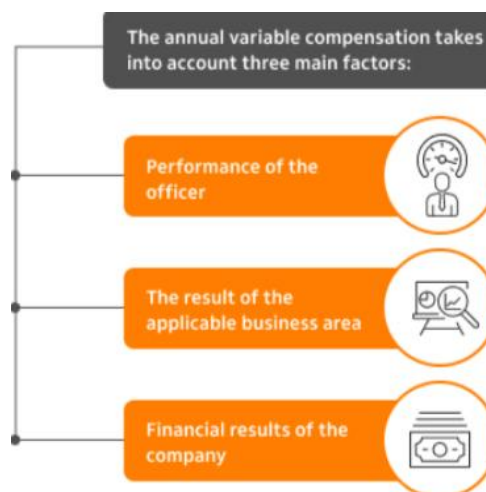 The annual variable compensation takes
into account three main factors:
Performance of the
officer
The result of the
applicable business area
Financial results of the
company